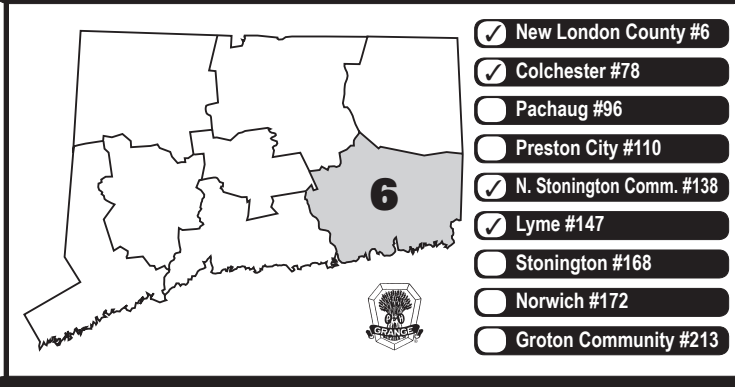 New London County #6
Colchester #78
Pachaug #96
Preston City #110
N. Stonington Comm. #138
Lyme #147
Stonington #168
Norwich #172
Groton Community #213
6
GRANGE